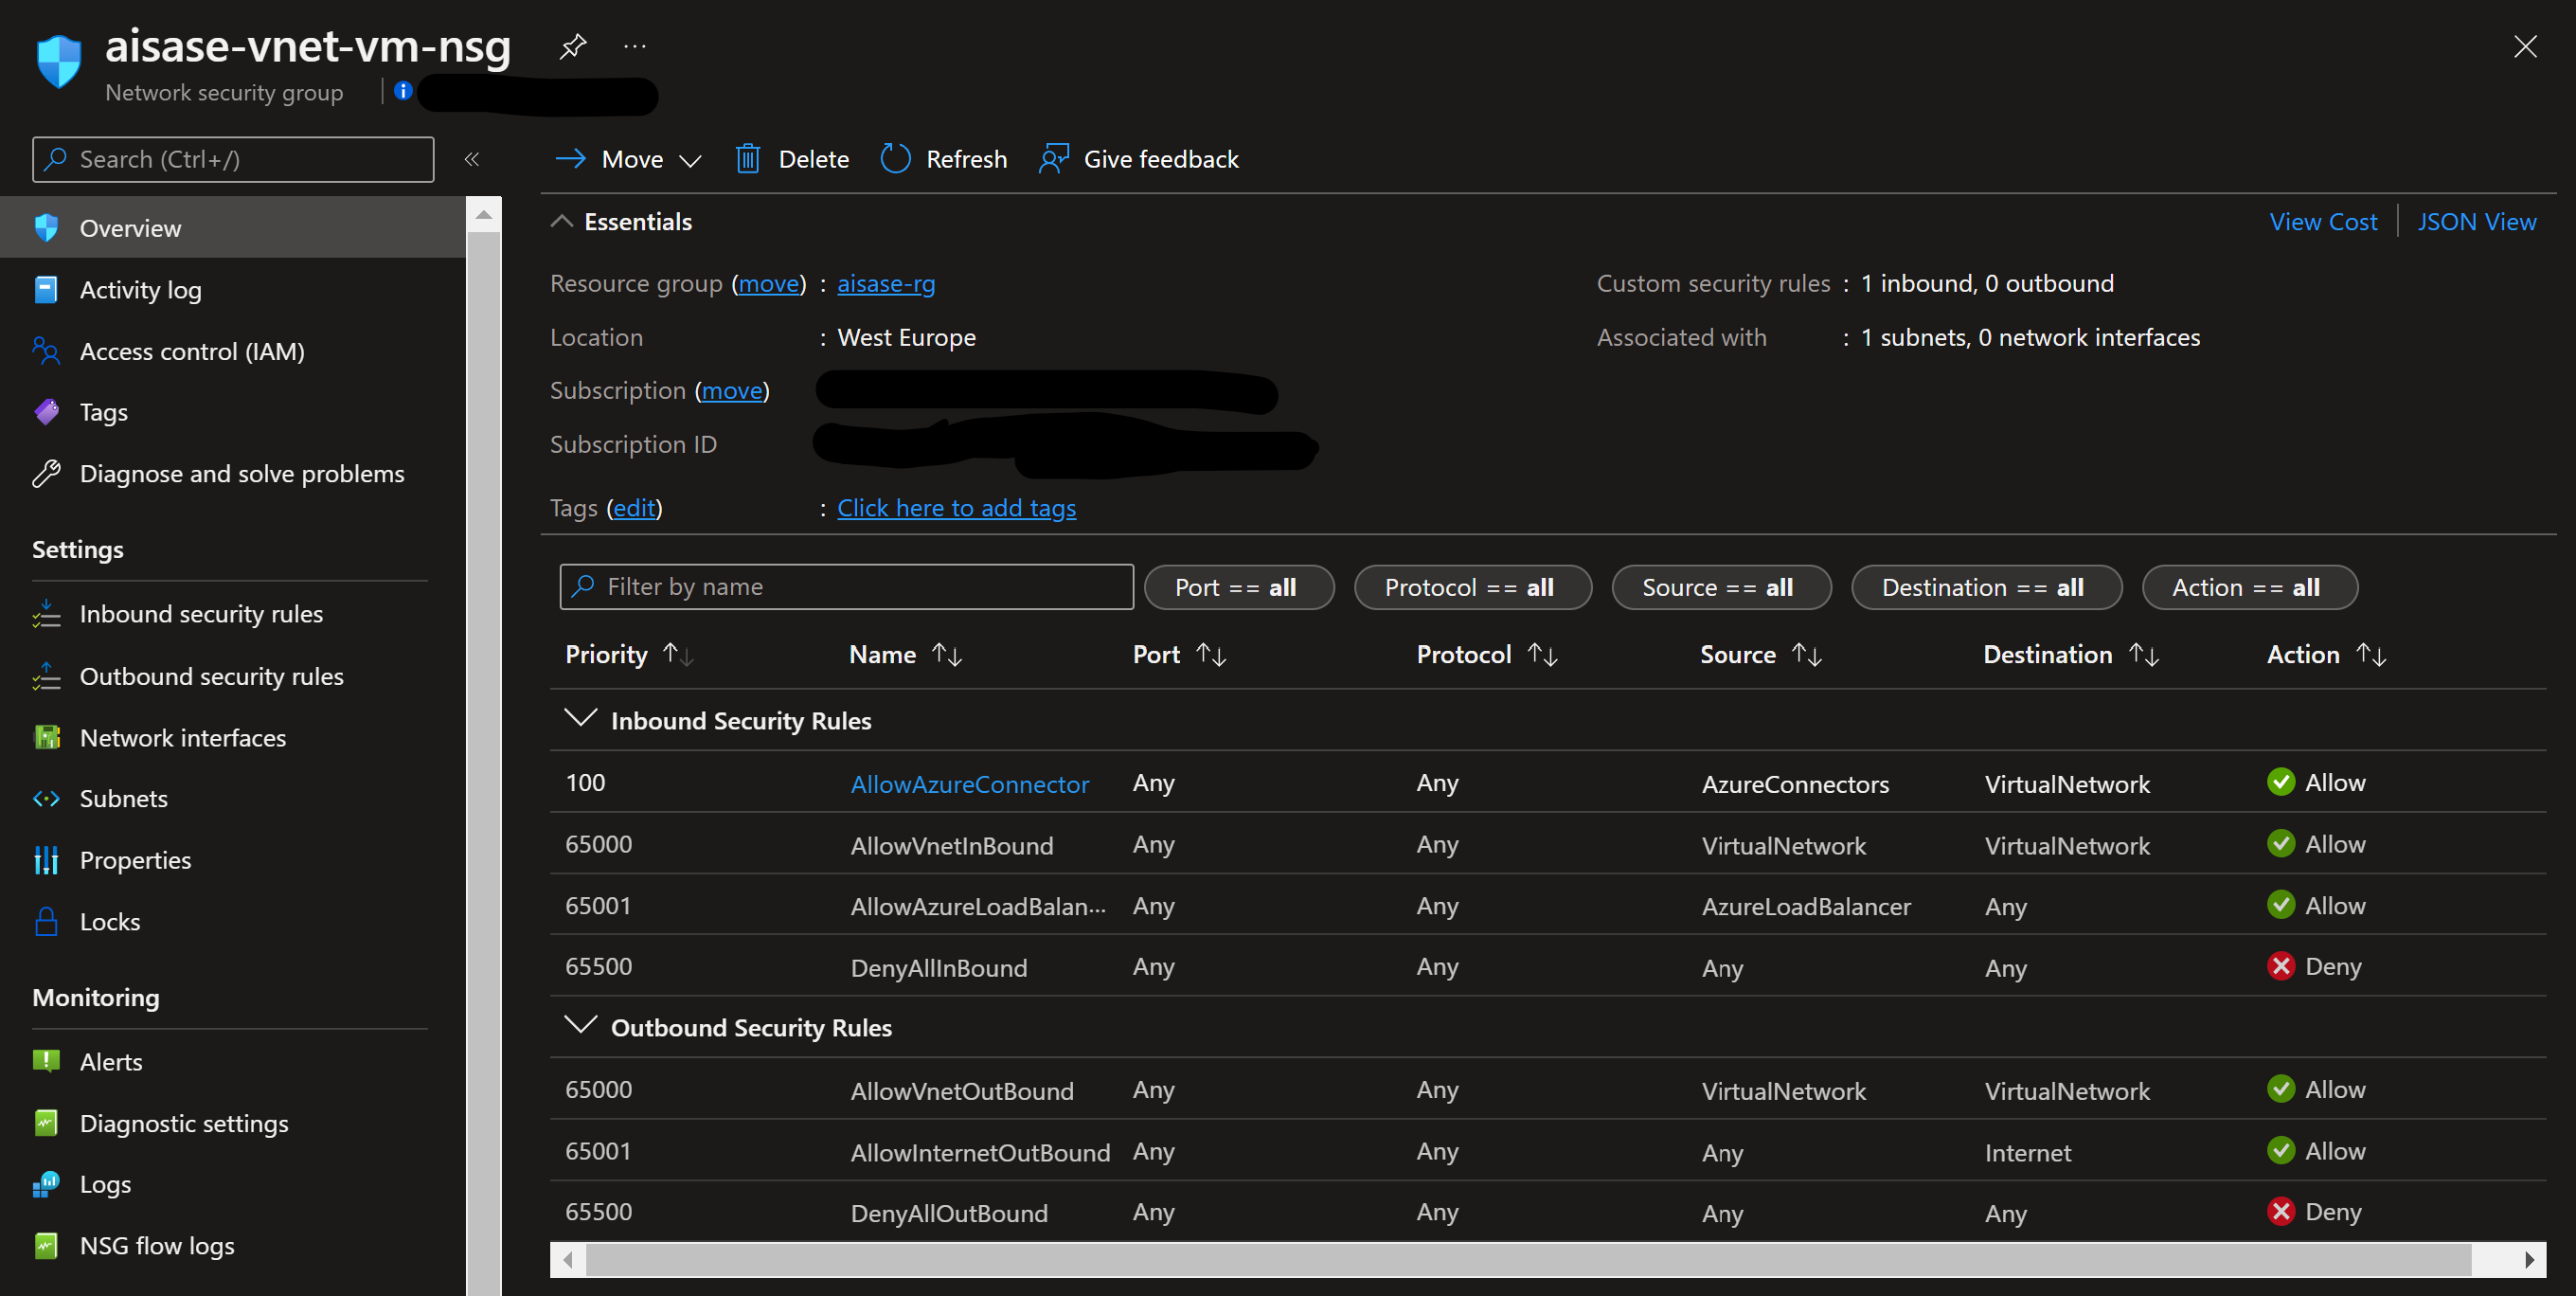 aisase-vnet-vm-nsg
Network security group
Search (Ctrl+/)
«
Move Delete Refresh Give feedback
Overview
Activity log
Access control (IAM)
Tags
Diagnose and solve problems
Settings
Inbound security rules
Outbound security rules
Network interfaces
Subnets
Properties
Locks
Monitoring
Alerts
Diagnostic settings
Logs
NSG flow logs
Essentials
View Cost | JSON View
Resource group (move) : aisase-rg
Custom security rules : 1 inbound, 0 outbound
Location : West Europe
Associated with : 1 subnets, 0 network interfaces
Subscription (move)
Subscription ID
Tags (edit) : Click here to add tags
Filter by name
Port == all Protocol == all Source == all Destination == all Action == all
Priority Name Port Protocol Source Destination Action
Inbound Security Rules
100 AllowAzureConnector Any Any AzureConnectors VirtualNetwork Allow
65000 AllowVnetInBound Any Any VirtualNetwork VirtualNetwork Allow
65001 AllowAzureLoadBalan··· Any Any AzureLoadBalancer Any Allow
65500 DenyAllInBound Any Any Any Any Deny
Outbound Security Rules
65000 AllowVnetOutBound Any Any VirtualNetwork VirtualNetwork Allow
65001 AllowInternetOutBound Any Any Any Internet Allow
65500 DenyAllOutBound Any Any Any Any Deny